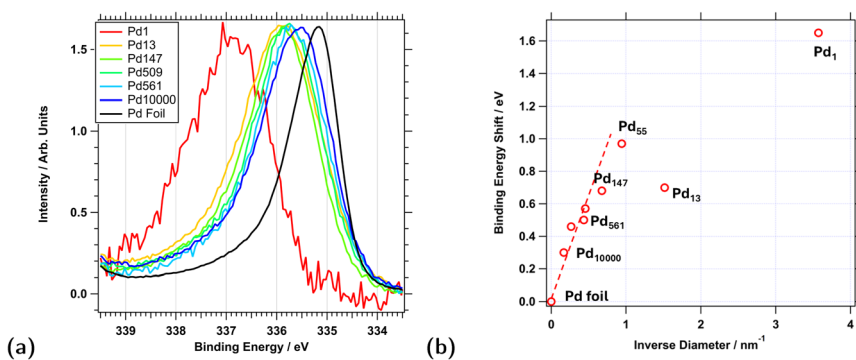 (a)
Intensity / Arb. Units
1.5
1.0
0.5
0.0
Pd1
Pd13
Pd147
Pd509
Pd561
Pd10000
Pd Foil
339 338 337 336 335 334
Binding Energy / eV
(b)
Binding Energy Shift / eV
1.6
1.4
1.2
1.0
0.8
0.6
0.4
0.2
0.0
Pd1
Pd55
Pd147
Pd13
Pd561
Pd10000
Pd foil
0 1 2 3 4
Inverse Diameter / nm-1